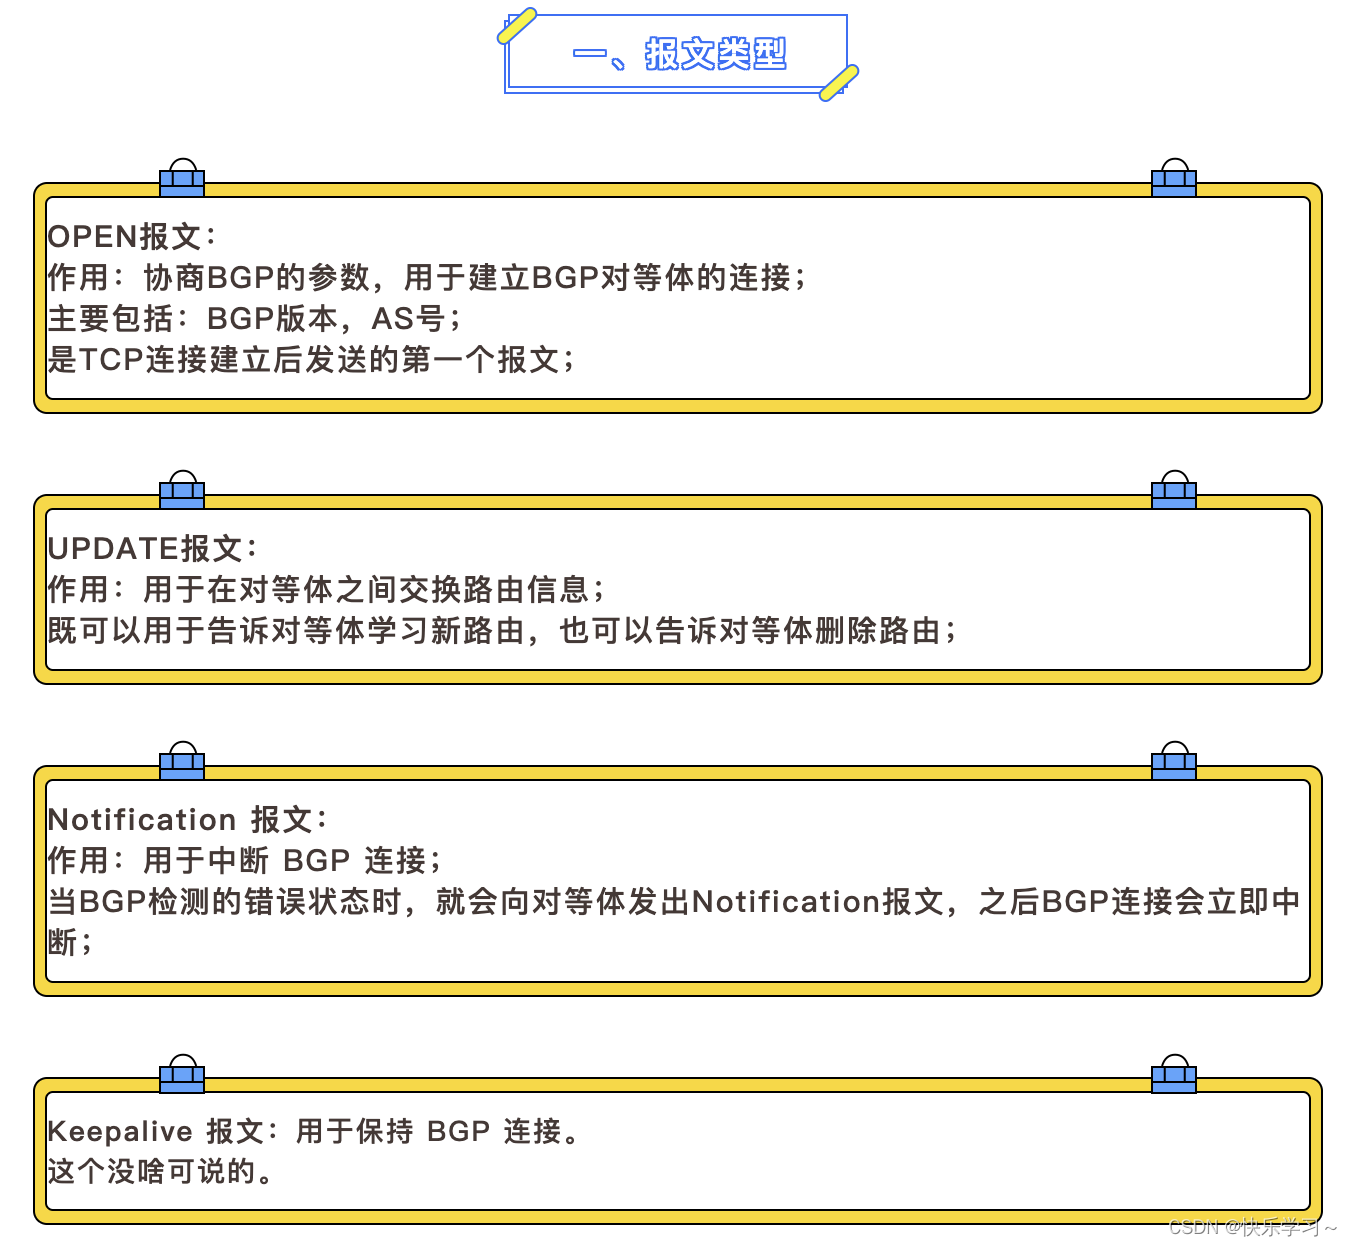 一、报文类型
OPEN报文：
作用：协商BGP的参数，用于建立BGP对等体的连接；
主要包括：BGP版本，AS号；
是TCP连接建立后发送的第一个报文；
UPDATE报文：
作用：用于在对等体之间交换路由信息；
既可以用于告诉对等体学习新路由，也可以告诉对等体删除路由；
Notification 报文：
作用：用于中断 BGP 连接；
当BGP检测的错误状态时，就会向对等体发出Notification报文，之后BGP连接会立即中
断；
Keepalive 报文：用于保持 BGP 连接。
这个没啥可说的。
CSDN @快乐学习～